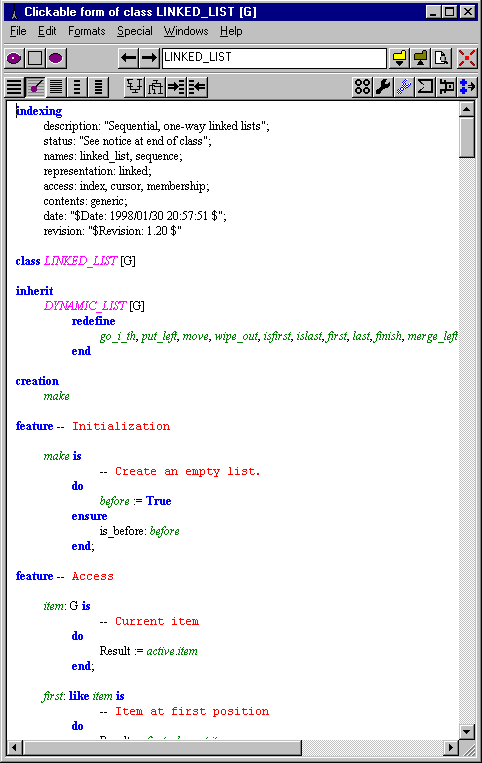 Clickable form of class LINKED_LIST [G]
File Edit Formats Special Windows Help
LINKED_LIST
indexing
description: "Sequential, one-way linked lists";
status: "See notice at end of class";
names: linked_list, sequence;
representation: linked;
access: index, cursor, membership;
contents: generic;
date: "$Date: 1998/01/30 20:57:51 $";
revision: "$Revision: 1.20 $"
class LINKED_LIST [G]
inherit
DYNAMIC_LIST [G]
redefine
go_i_th, put_left, move, wipe_out, isfirst, islast, first, last, finish, merge_left
end
creation
make
feature -- Initialization
make is
-- Create an empty list.
do
before := True
ensure
is_before: before
end;
feature -- Access
item: G is
-- Current item
do
Result := active.item
end;
first: like item is
-- Item at first position
do